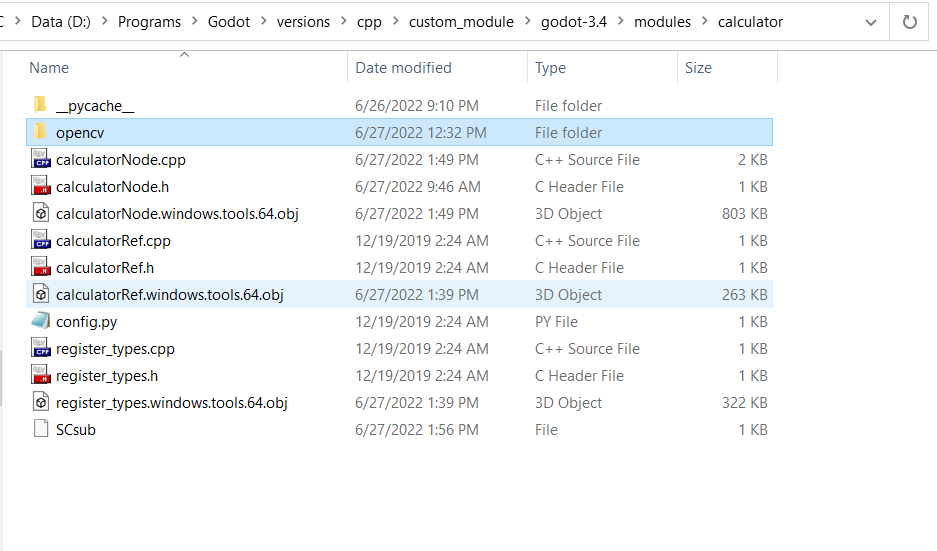 Data (D:) > Programs > Godot > versions > cpp > custom_module > godot-3.4 > modules > calculator
Name Date modified Type Size
__pycache__ 6/26/2022 9:10 PM File folder
opencv 6/27/2022 12:32 PM File folder
calculatorNode.cpp 6/27/2022 1:49 PM C++ Source File 2 KB
calculatorNode.h 6/27/2022 9:46 AM C Header File 1 KB
calculatorNode.windows.tools.64.obj 6/27/2022 1:49 PM 3D Object 803 KB
calculatorRef.cpp 12/19/2019 2:24 AM C++ Source File 1 KB
calculatorRef.h 12/19/2019 2:24 AM C Header File 1 KB
calculatorRef.windows.tools.64.obj 6/27/2022 1:39 PM 3D Object 263 KB
config.py 12/19/2019 2:24 AM PY File 1 KB
register_types.cpp 12/19/2019 2:24 AM C++ Source File 1 KB
register_types.h 12/19/2019 2:24 AM C Header File 1 KB
register_types.windows.tools.64.obj 6/27/2022 1:39 PM 3D Object 322 KB
SCsub 6/27/2022 1:56 PM File 1 KB